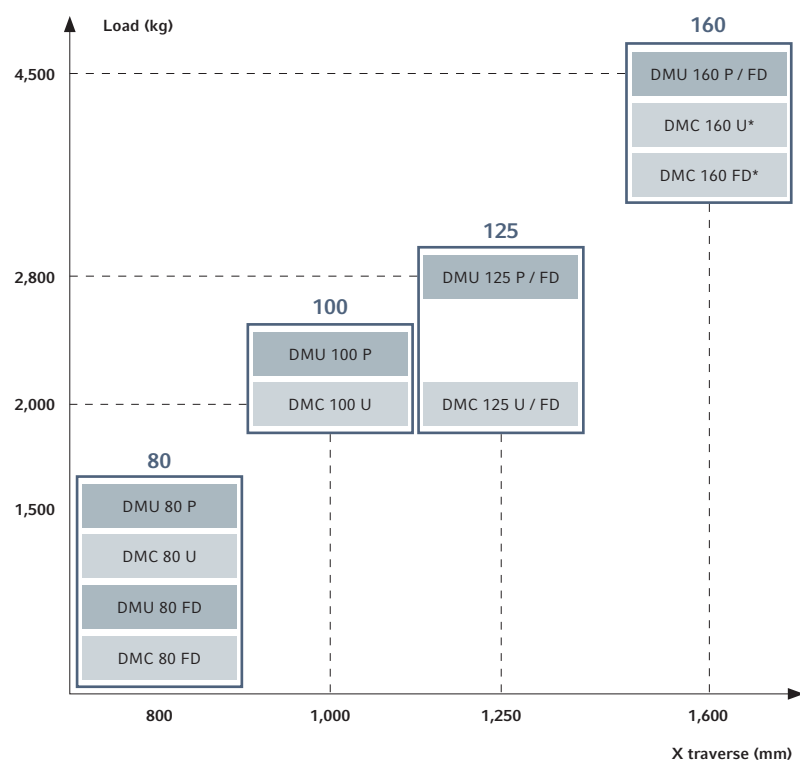 Load (kg)
160
4,500
DMU 160 P / FD
DMC 160 U*
DMC 160 FD*
125
2,800
DMU 125 P / FD
100
DMU 100 P
2,000
DMC 100 U
DMC 125 U / FD
80
1,500
DMU 80 P
DMC 80 U
DMU 80 FD
DMC 80 FD
800
1,000
1,250
1,600
X traverse (mm)